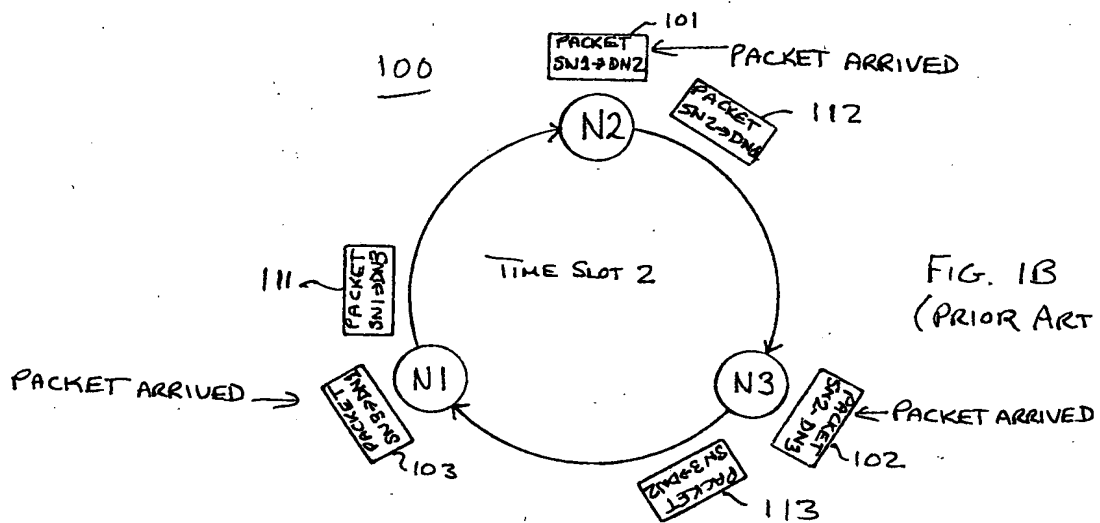 100
101
PACKET
SN1→DN2
PACKET ARRIVED
PACKET
SN2→DN1
112
N2
TIME SLOT 2
111
PACKET
SN1→DN3
FIG. 1B
(PRIOR ART
PACKET ARRIVED
N1
N3
PACKET
SN3→DN1
103
PACKET
SN2-DN3
PACKET ARRIVED
102
PACKET
SN3→DN2
113